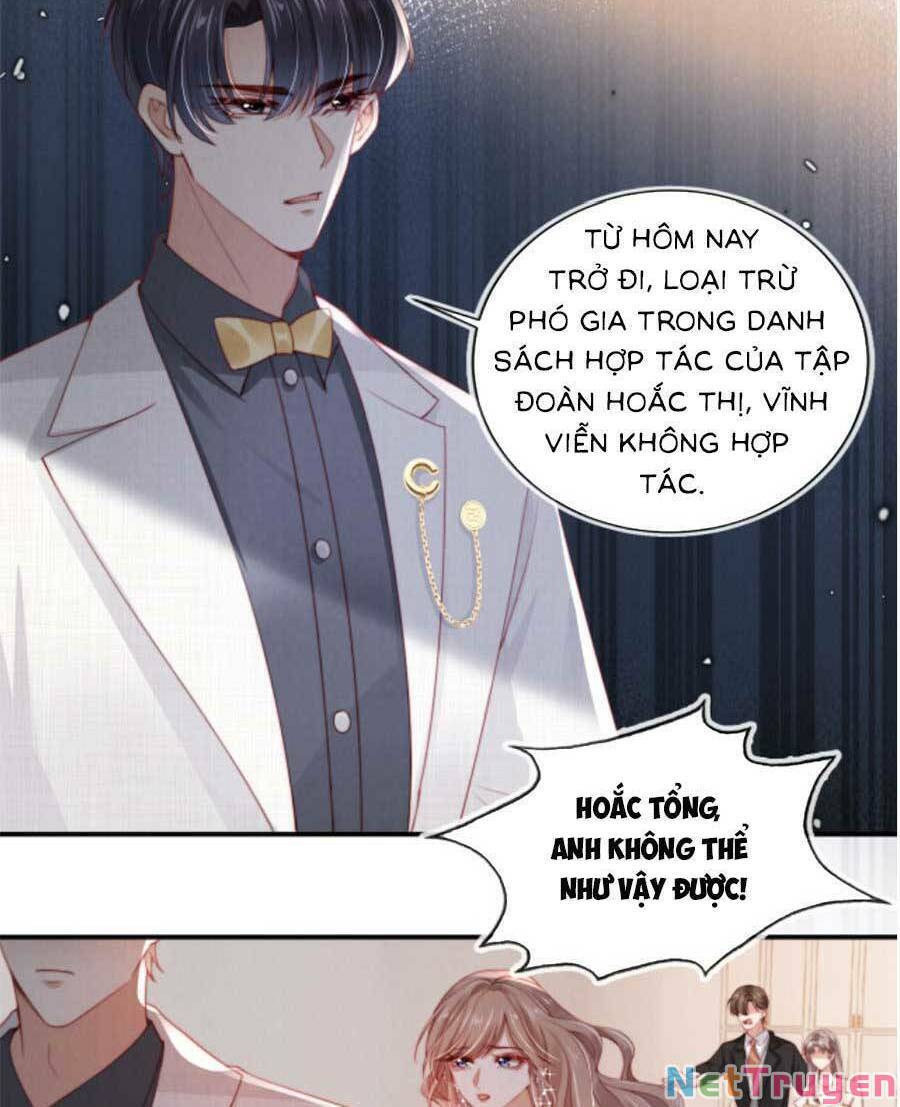 TỪ HÔM NAY
TRỞ ĐI, LOẠI TRỪ
PHÓ GIA TRONG DANH
SÁCH HỢP TÁC CỦA TẬP
ĐOÀN HOẮC THỊ, VĨNH
VIỄN KHÔNG HỢP
TÁC.
HOẮC TỔNG,
ANH KHÔNG THỂ
NHƯ VẬY ĐƯỢC!
NetTruyen